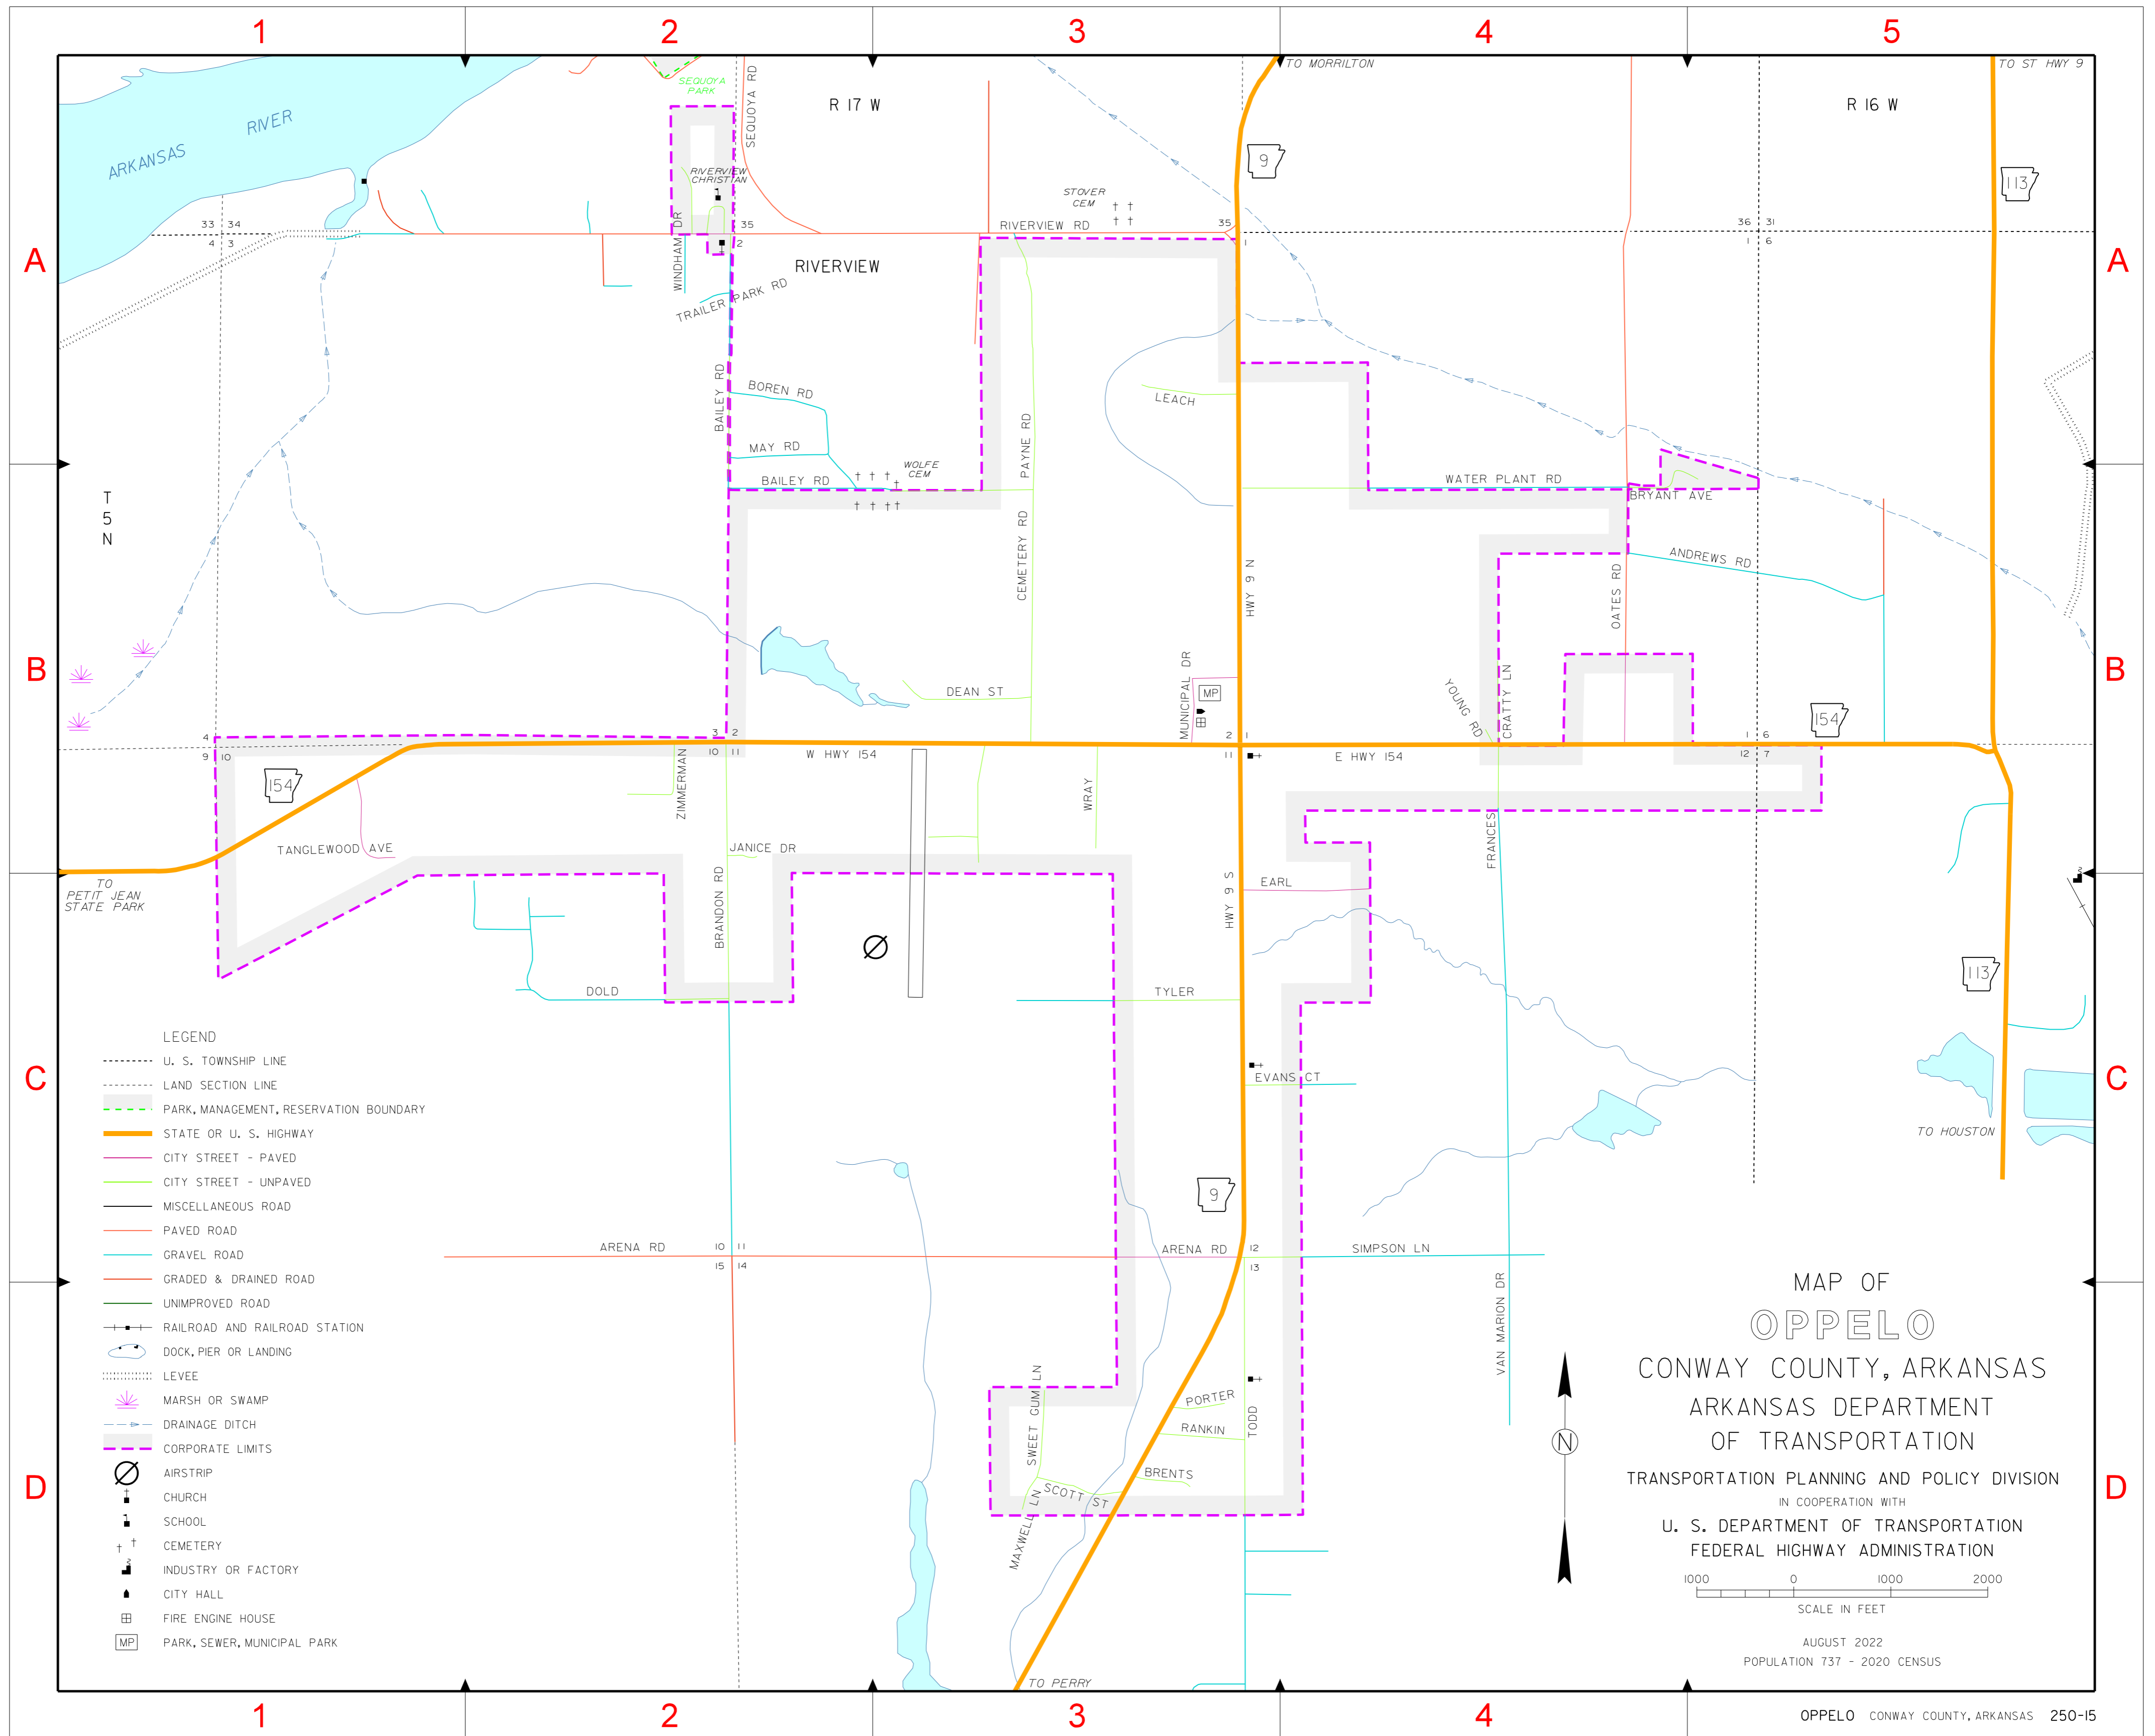 1 2 3 4 5
TO MORRILTON
TO ST HWY 9
SEQUOYA
PARK
SEQUOYA RD
R 17 W
R 16 W
ARKANSAS RIVER
9
113
RIVERVIEW
CHRISTIAN
STOVER
CEM
33 34
4 3
WINDHAM DR
35
2
RIVERVIEW RD
35
1
36 31
1 6
A
A
RIVERVIEW
TRAILER PARK RD
BAILEY RD
BOREN RD
LEACH
MAY RD
PAYNE RD
WOLFE
CEM
BAILEY RD
WATER PLANT RD
BRYANT AVE
T
5
N
CEMETERY RD
HWY 9 N
OATES RD
ANDREWS RD
B
B
DEAN ST
MUNICIPAL DR
MP
YOUNG RD
CRATTY LN
154
4
9 10
3 2
10 11
2 1
11
1 6
12 7
W HWY 154
E HWY 154
154
ZIMMERMAN
WRAY
TANGLEWOOD AVE
JANICE DR
FRANCES
TO
PETIT JEAN
STATE PARK
BRANDON RD
HWY 9 S
EARL
113
DOLD
TYLER
EVANS CT
C
C
TO HOUSTON
9
ARENA RD
10 11
15 14
ARENA RD
12
13
SIMPSON LN
VAN MARION DR
SWEET GUM LN
PORTER
RANKIN
TODD
BRENTS
SCOTT ST
MAXWELL LN
D
D
TO PERRY
LEGEND
U. S. TOWNSHIP LINE
LAND SECTION LINE
PARK, MANAGEMENT, RESERVATION BOUNDARY
STATE OR U. S. HIGHWAY
CITY STREET - PAVED
CITY STREET - UNPAVED
MISCELLANEOUS ROAD
PAVED ROAD
GRAVEL ROAD
GRADED & DRAINED ROAD
UNIMPROVED ROAD
RAILROAD AND RAILROAD STATION
DOCK, PIER OR LANDING
LEVEE
MARSH OR SWAMP
DRAINAGE DITCH
CORPORATE LIMITS
AIRSTRIP
CHURCH
SCHOOL
CEMETERY
INDUSTRY OR FACTORY
CITY HALL
FIRE ENGINE HOUSE
MP PARK, SEWER, MUNICIPAL PARK
MAP OF
OPPELO
CONWAY COUNTY, ARKANSAS
ARKANSAS DEPARTMENT
OF TRANSPORTATION
TRANSPORTATION PLANNING AND POLICY DIVISION
IN COOPERATION WITH
U. S. DEPARTMENT OF TRANSPORTATION
FEDERAL HIGHWAY ADMINISTRATION
N
1000 0 1000 2000
SCALE IN FEET
AUGUST 2022
POPULATION 737 - 2020 CENSUS
1 2 3 4
OPPELO CONWAY COUNTY, ARKANSAS 250-15